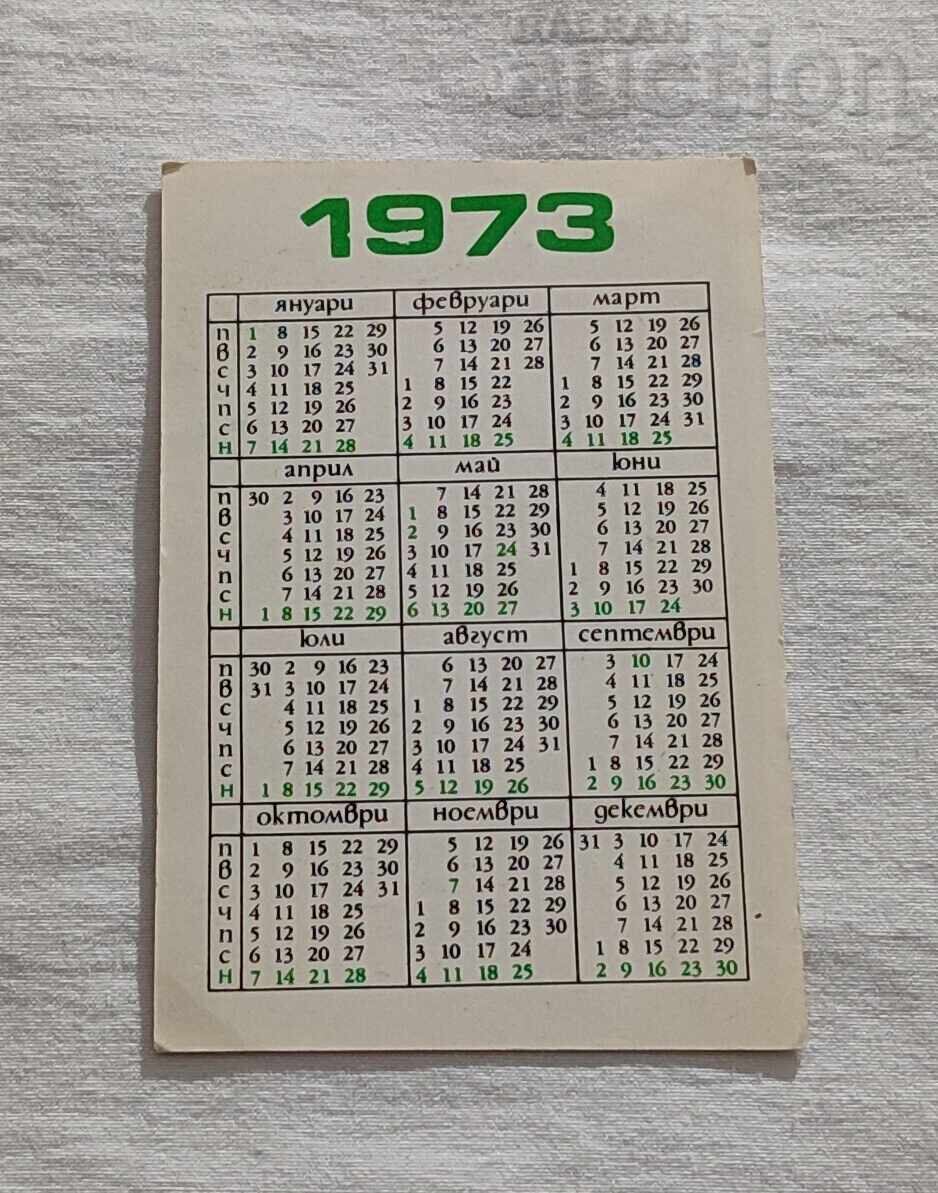 БАЛКАН
auction
1973
януари февруари март
п 1 8 15 22 29 5 12 19 26 5 12 19 26
в 2 9 16 23 30 6 13 20 27 6 13 20 27
с 3 10 17 24 31 7 14 21 28 7 14 21 28
ч 4 11 18 25 1 8 15 22 1 8 15 22 29
п 5 12 19 26 2 9 16 23 2 9 16 23 30
с 6 13 20 27 3 10 17 24 3 10 17 24 31
н 7 14 21 28 4 11 18 25 4 11 18 25
април май юни
п 30 2 9 16 23 7 14 21 28 4 11 18 25
в 3 10 17 24 1 8 15 22 29 5 12 19 26
с 4 11 18 25 2 9 16 23 30 6 13 20 27
ч 5 12 19 26 3 10 17 24 31 7 14 21 28
п 6 13 20 27 4 11 18 25 1 8 15 22 29
с 7 14 21 28 5 12 19 26 2 9 16 23 30
н 1 8 15 22 29 6 13 20 27 3 10 17 24
юли август септември
п 30 2 9 16 23 6 13 20 27 3 10 17 24
в 31 3 10 17 24 7 14 21 28 4 11 18 25
с 4 11 18 25 1 8 15 22 29 5 12 19 26
ч 5 12 19 26 2 9 16 23 30 6 13 20 27
п 6 13 20 27 3 10 17 24 31 7 14 21 28
с 7 14 21 28 4 11 18 25 1 8 15 22 29
н 1 8 15 22 29 5 12 19 26 2 9 16 23 30
октомври ноември декември
п 1 8 15 22 29 5 12 19 26 31 3 10 17 24
в 2 9 16 23 30 6 13 20 27 4 11 18 25
с 3 10 17 24 31 7 14 21 28 5 12 19 26
ч 4 11 18 25 1 8 15 22 29 6 13 20 27
п 5 12 19 26 2 9 16 23 30 7 14 21 28
с 6 13 20 27 3 10 17 24 1 8 15 22 29
н 7 14 21 28 4 11 18 25 2 9 16 23 30